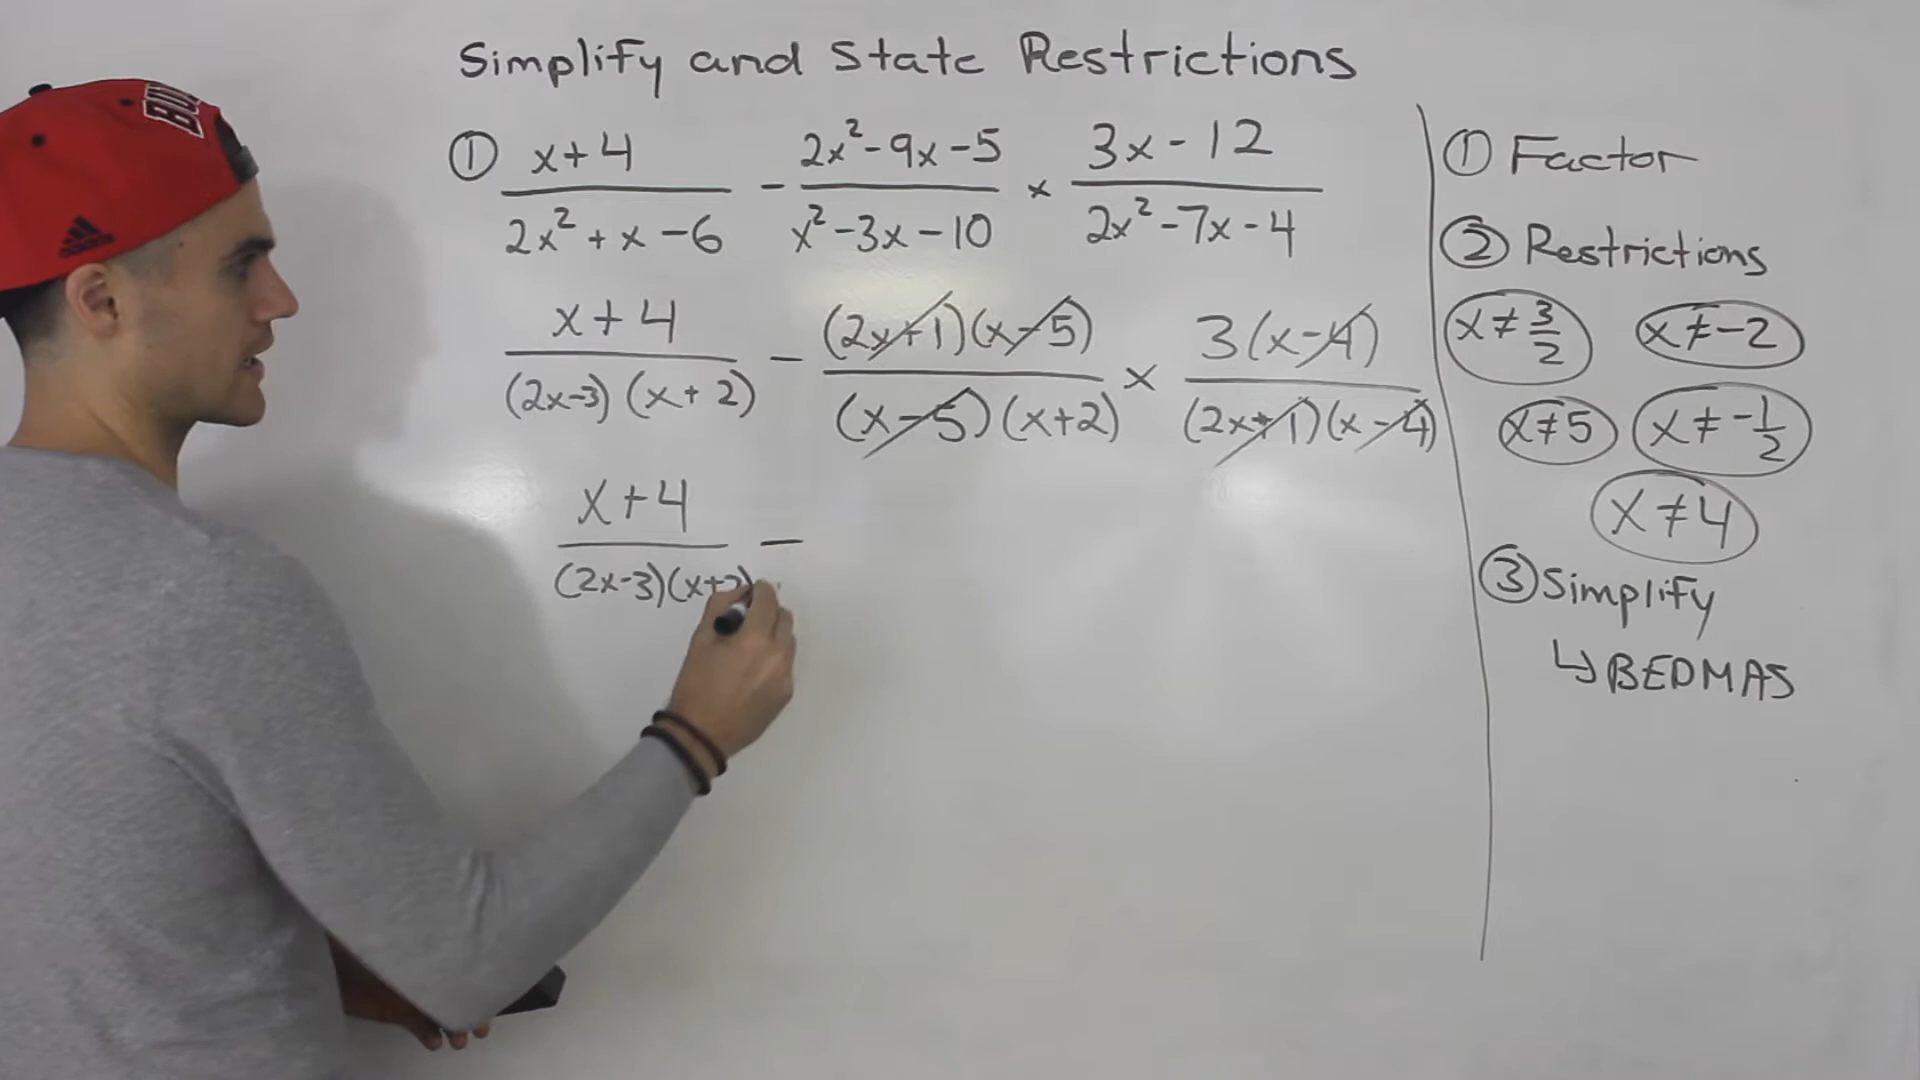 Simplify and State Restrictions
① x+4 / 2x²+x-6 - 2x²-9x-5 / x²-3x-10 × 3x-12 / 2x²-7x-4
x+4 / (2x-3)(x+2) - (2x+1)(x-5) / (x-5)(x+2) × 3(x-4) / (2x+1)(x-4)
x+4 / (2x-3)(x+2) -
① Factor
② Restrictions
x≠3/2 x≠-2
x≠5 x≠-1/2
x≠4
③ Simplify
↳ BEDMAS